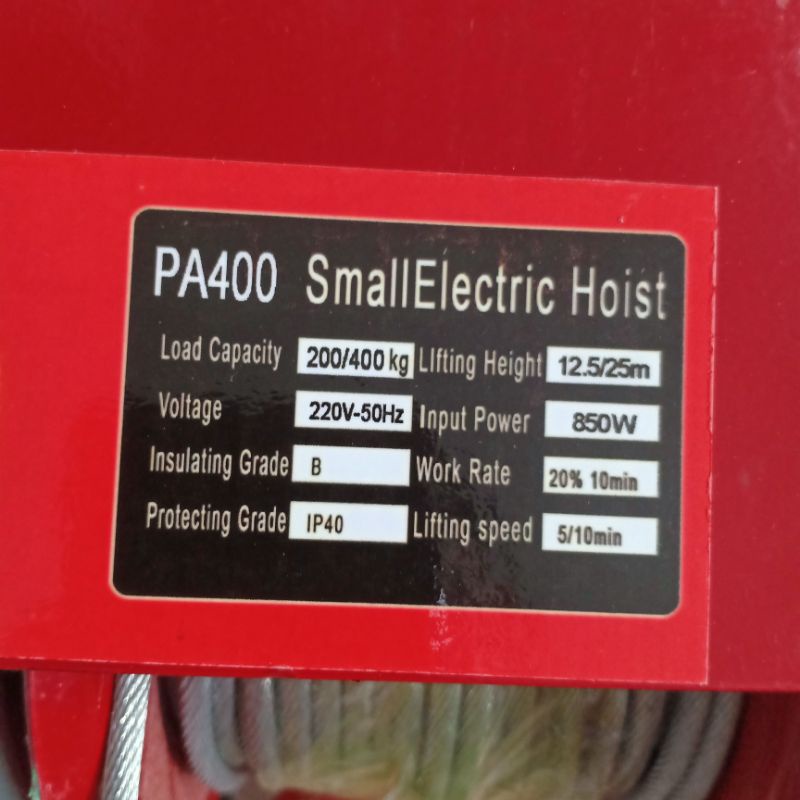 PA400 SmallElectric Hoist
Load Capacity 200/400 kg LIfting Height 12.5/25m
Voltage 220V-50Hz Input Power 850W
Insulating Grade B Work Rate 20% 10min
Protecting Grade IP40 Lifting speed 5/10min